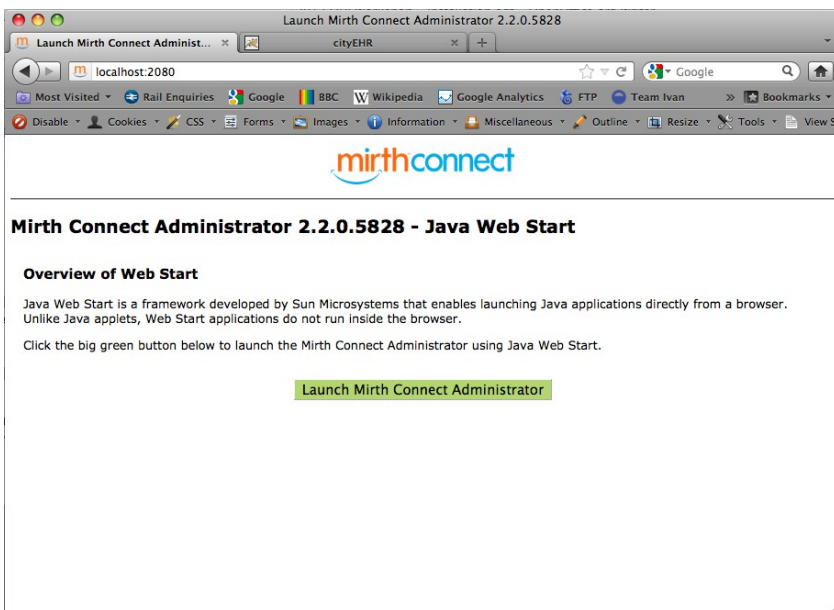 Launch Mirth Connect Administrator 2.2.0.5828
Launch Mirth Connect Administ... × cityEHR × +
localhost:2080 Google
Most Visited Rail Enquiries Google BBC Wikipedia Google Analytics FTP Team Ivan » Bookmarks
Disable Cookies CSS Forms Images Information Miscellaneous Outline Resize Tools View S
mirthconnect
Mirth Connect Administrator 2.2.0.5828 - Java Web Start
Overview of Web Start
Java Web Start is a framework developed by Sun Microsystems that enables launching Java applications directly from a browser.
Unlike Java applets, Web Start applications do not run inside the browser.
Click the big green button below to launch the Mirth Connect Administrator using Java Web Start.
Launch Mirth Connect Administrator